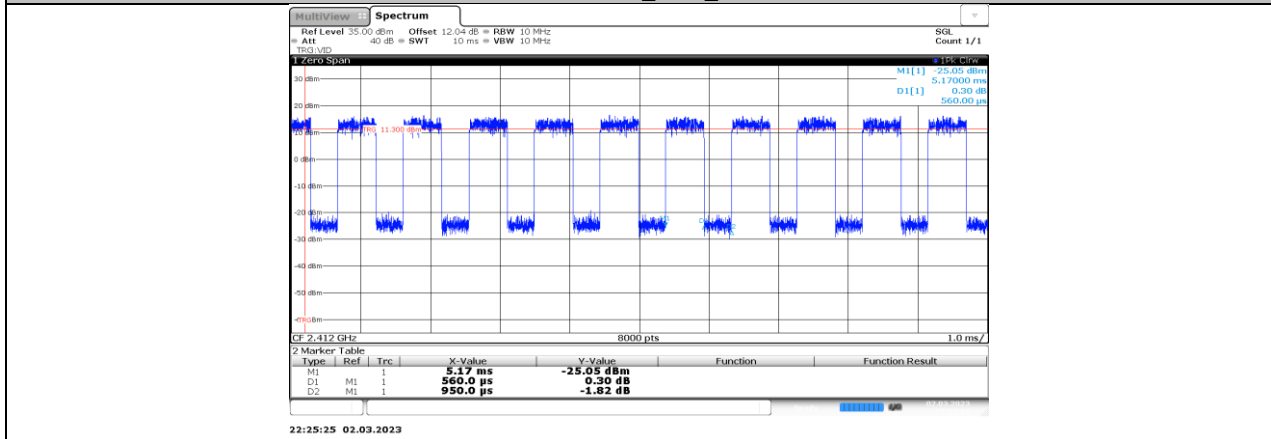 MultiView Spectrum
Ref Level 35.00 dBm Offset 12.04 dB RBW 10 MHz SGL
Att 40 dB SWT 10 ms VBW 10 MHz Count 1/1
TRG:VID
1 Zero Span 1Pk Clrw
M1[1] -25.05 dBm
5.17000 ms
D1[1] 0.30 dB
560.00 µs
30 dBm
20 dBm
10 dBm
TRG 11.300 dBm
0 dBm
-10 dBm
-20 dBm
-30 dBm
-40 dBm
-50 dBm
TRG
CF 2.412 GHz 8000 pts 1.0 ms/
2 Marker Table
Type Ref Trc X-Value Y-Value Function Function Result
M1 1 5.17 ms -25.05 dBm
D1 M1 1 560.0 µs 0.30 dB
D2 M1 1 950.0 µs -1.82 dB
02.03.2023
22:25:25 02.03.2023